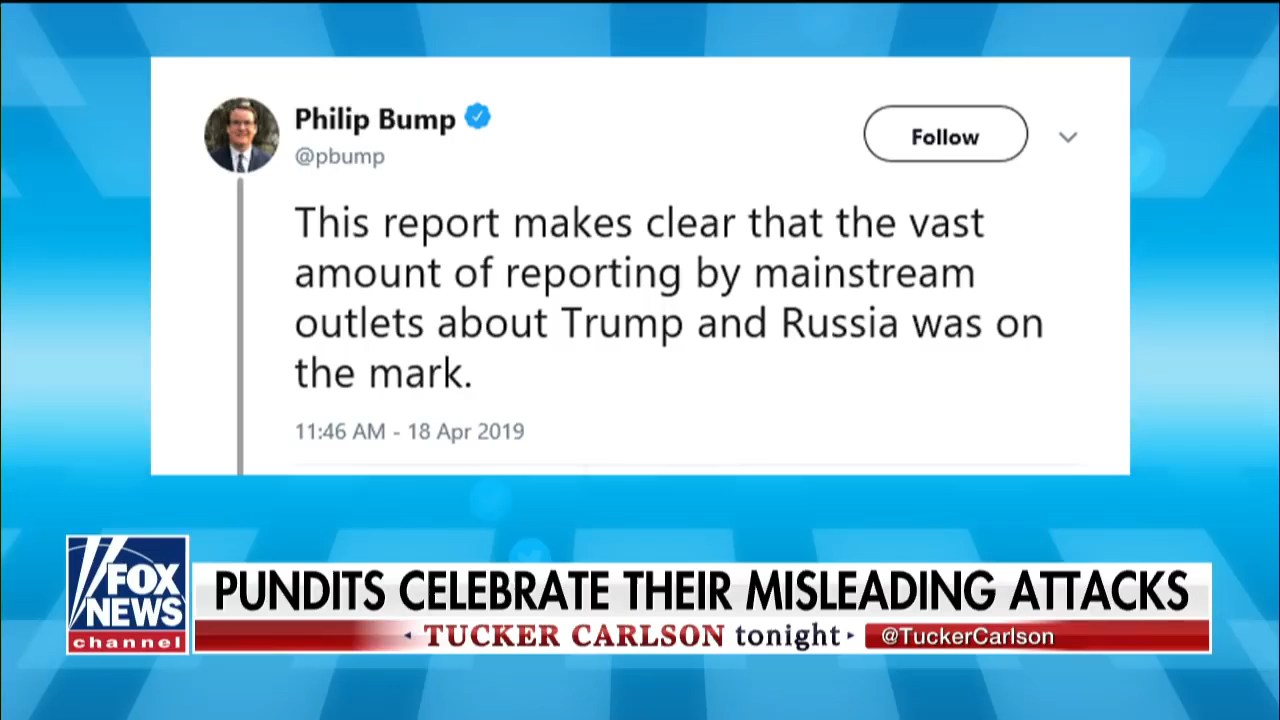 Philip Bump
@pbump
Follow
This report makes clear that the vast
amount of reporting by mainstream
outlets about Trump and Russia was on
the mark.
11:46 AM - 18 Apr 2019
FOX
NEWS
channel
PUNDITS CELEBRATE THEIR MISLEADING ATTACKS
TUCKER CARLSON tonight
@TuckerCarlson